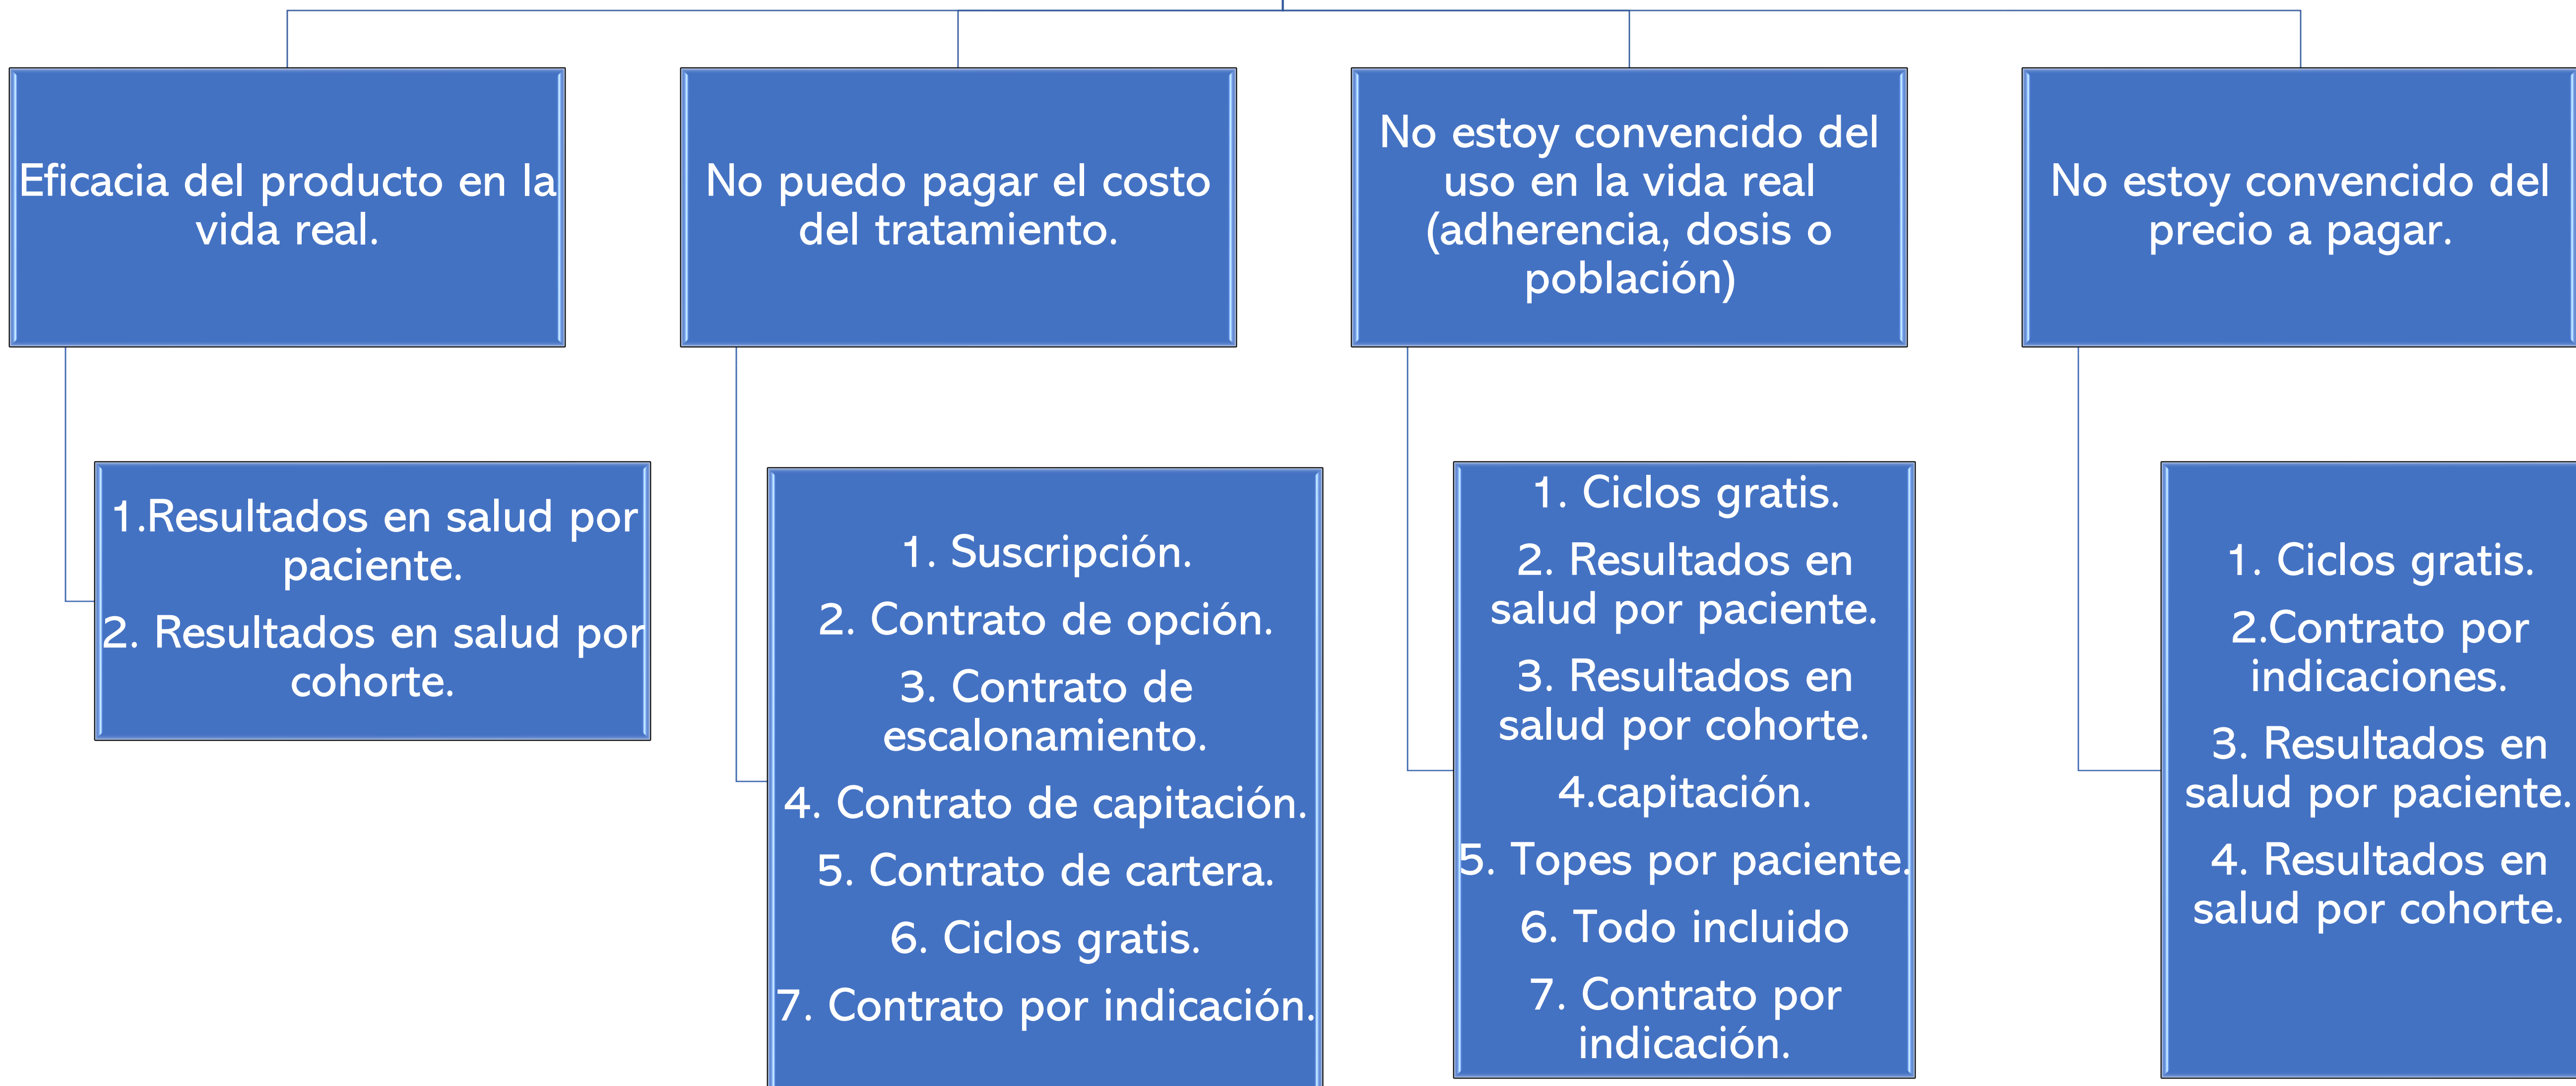 Eficacia del producto en la
vida real.
No puedo pagar el costo
del tratamiento.
No estoy convencido del
uso en la vida real
(adherencia, dosis o
población)
No estoy convencido del
precio a pagar.
1.Resultados en salud por
paciente.
2. Resultados en salud por
cohorte.
1. Suscripción.
2. Contrato de opción.
3. Contrato de
escalonamiento.
4. Contrato de capitación.
5. Contrato de cartera.
6. Ciclos gratis.
7. Contrato por indicación.
1. Ciclos gratis.
2. Resultados en
salud por paciente.
3. Resultados en
salud por cohorte.
4.capitación.
5. Topes por paciente.
6. Todo incluido
7. Contrato por
indicación.
1. Ciclos gratis.
2.Contrato por
indicaciones.
3. Resultados en
salud por paciente.
4. Resultados en
salud por cohorte.